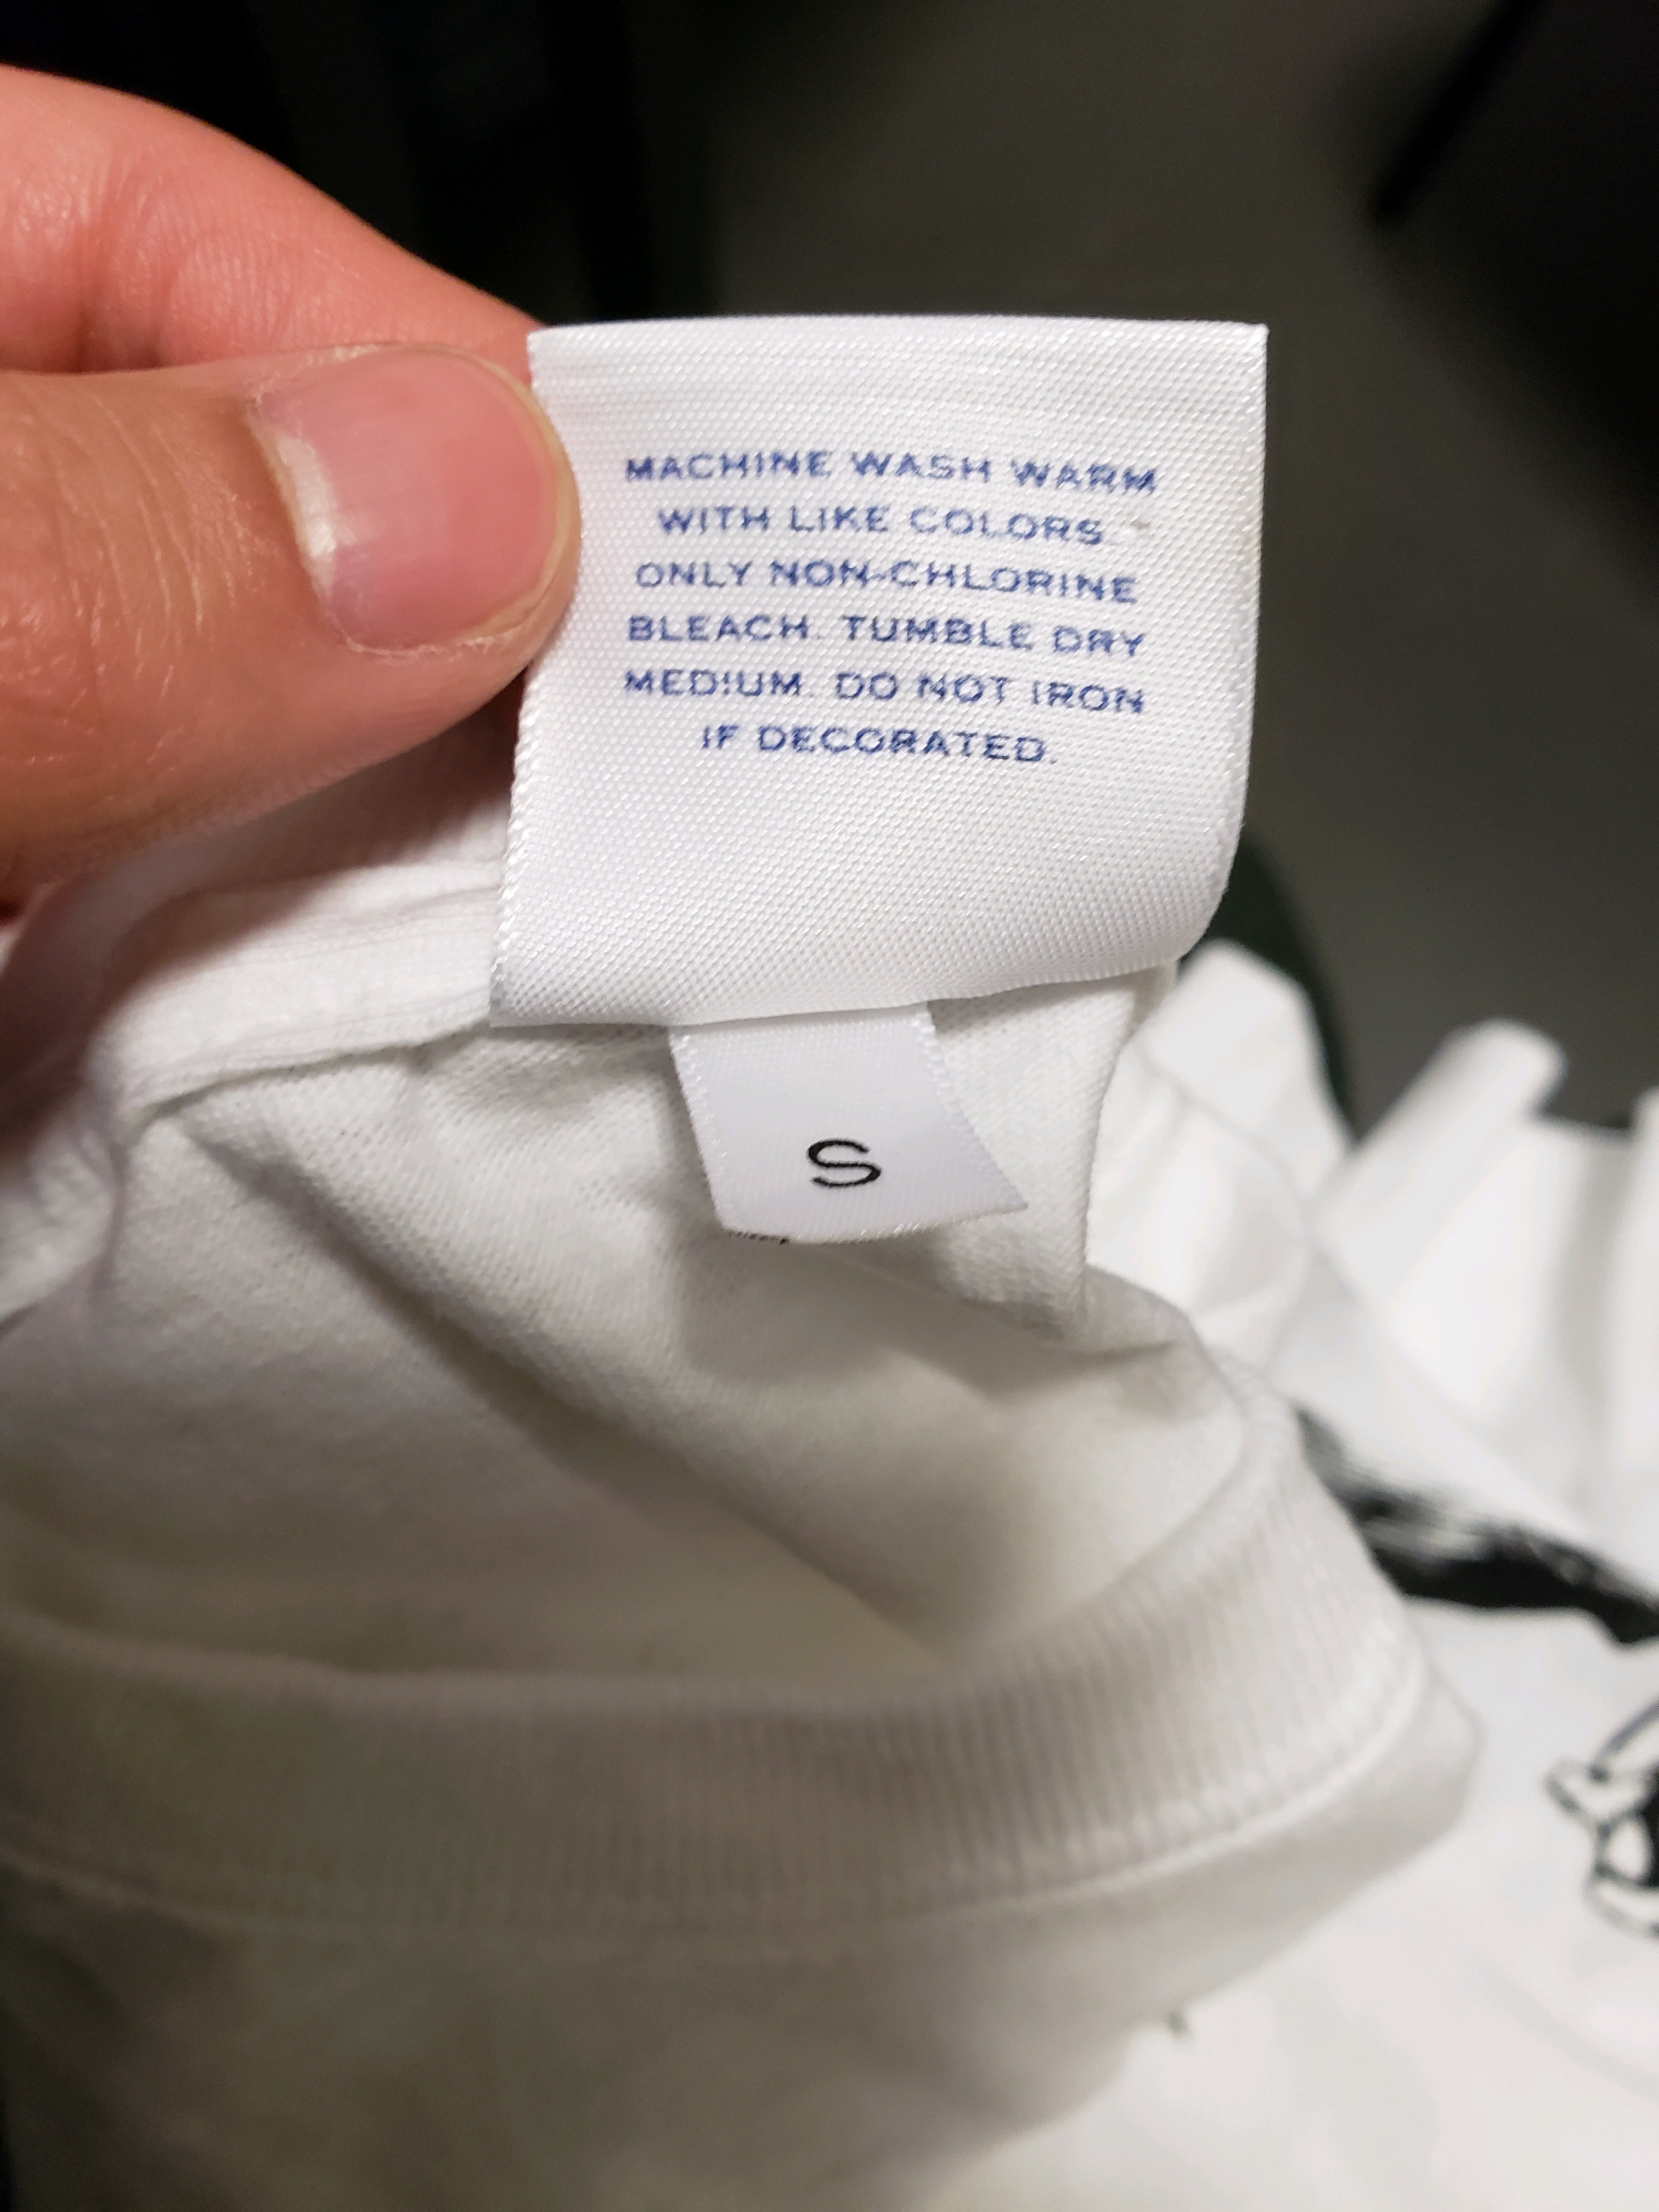 MACHINE WASH WARM
WITH LIKE COLORS.
ONLY NON-CHLORINE
BLEACH. TUMBLE DRY
MEDIUM. DO NOT IRON
IF DECORATED.
S